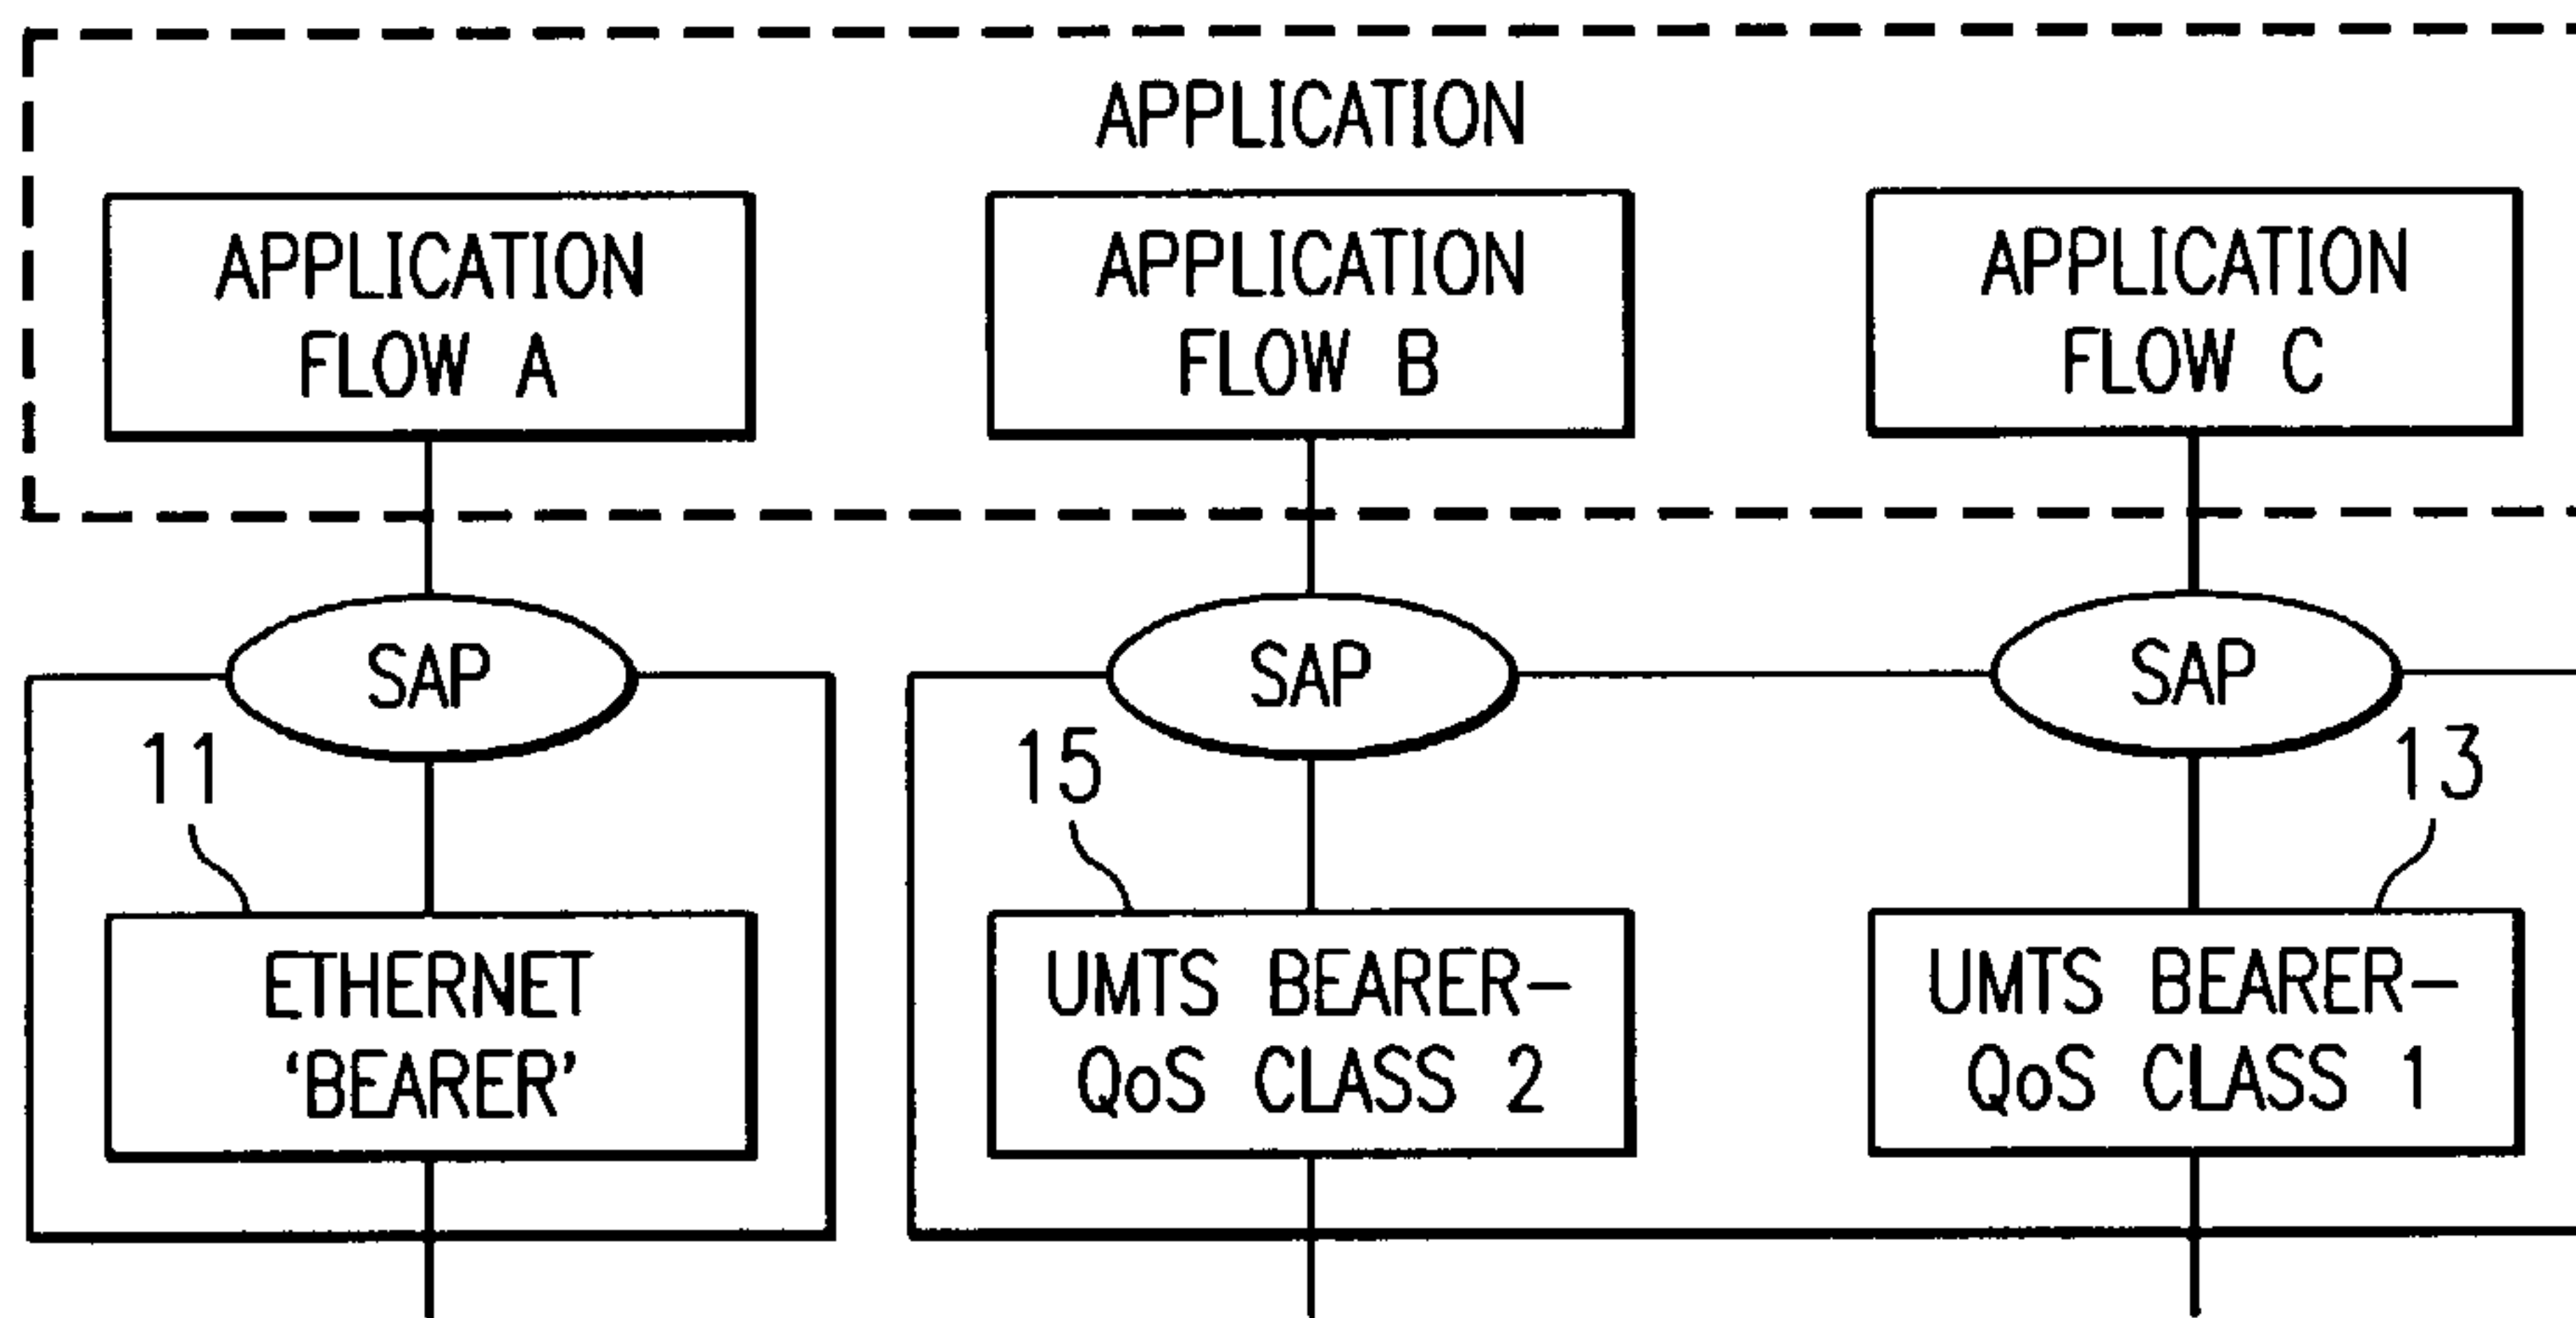 APPLICATION
APPLICATION
FLOW A
APPLICATION
FLOW B
APPLICATION
FLOW C
SAP
SAP
SAP
11
15
13
ETHERNET
‘BEARER’
UMTS BEARER-
QoS CLASS 2
UMTS BEARER-
QoS CLASS 1